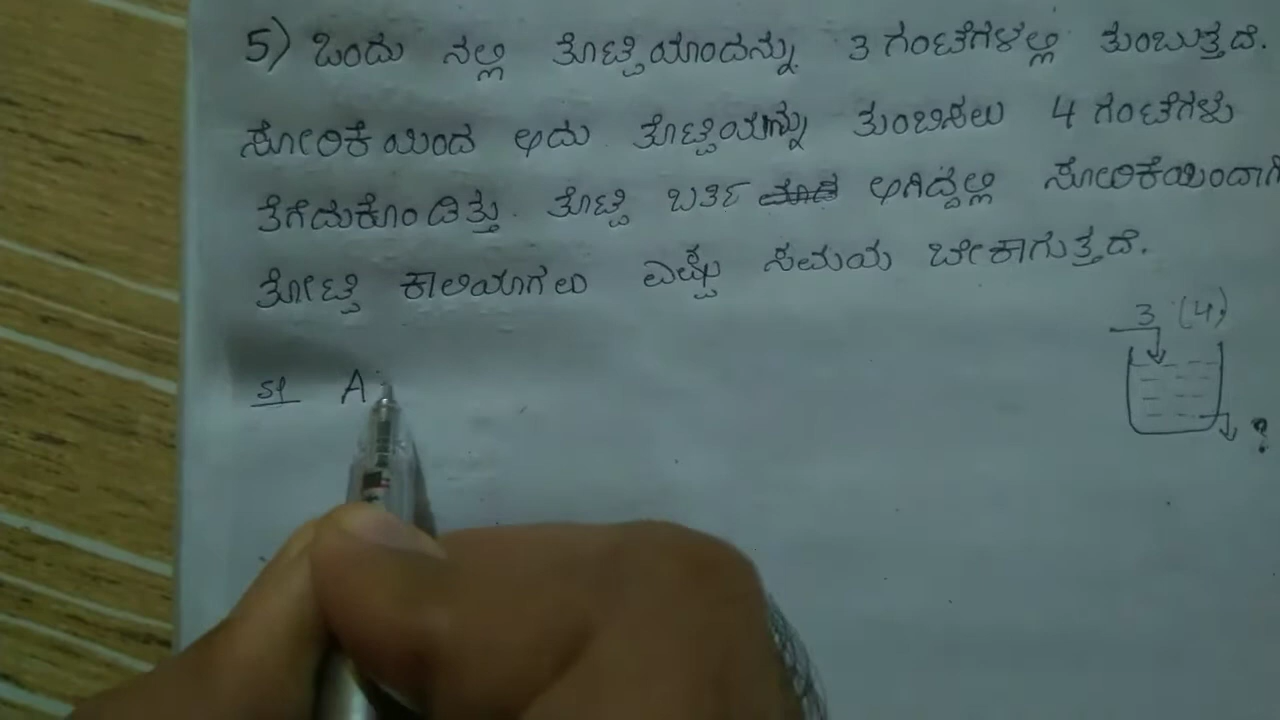 5) ಒಂದು ನಲ್ಲಿ ತೊಟ್ಟಿಯೊಂದನ್ನು 3 ಗಂಟೆಗಳಲ್ಲಿ ತುಂಬುತ್ತದೆ.
ಸೋರಿಕೆಯಿಂದ ಅದು ತೊಟ್ಟಿಯನ್ನು ತುಂಬಿಸಲು 4 ಗಂಟೆಗಳು
ತೆಗೆದುಕೊಂಡಿತ್ತು. ತೊಟ್ಟಿ ಬರ್ತಿ ಆಗಿದ್ದಲ್ಲಿ ಸೋರಿಕೆಯಿಂದಾಗಿ
ತೋಟ್ಟಿ ಕಾಲಿಯಾಗಲು ಎಷ್ಟು ಸಮಯ ಬೇಕಾಗುತ್ತದೆ.
3 (4)
?
A